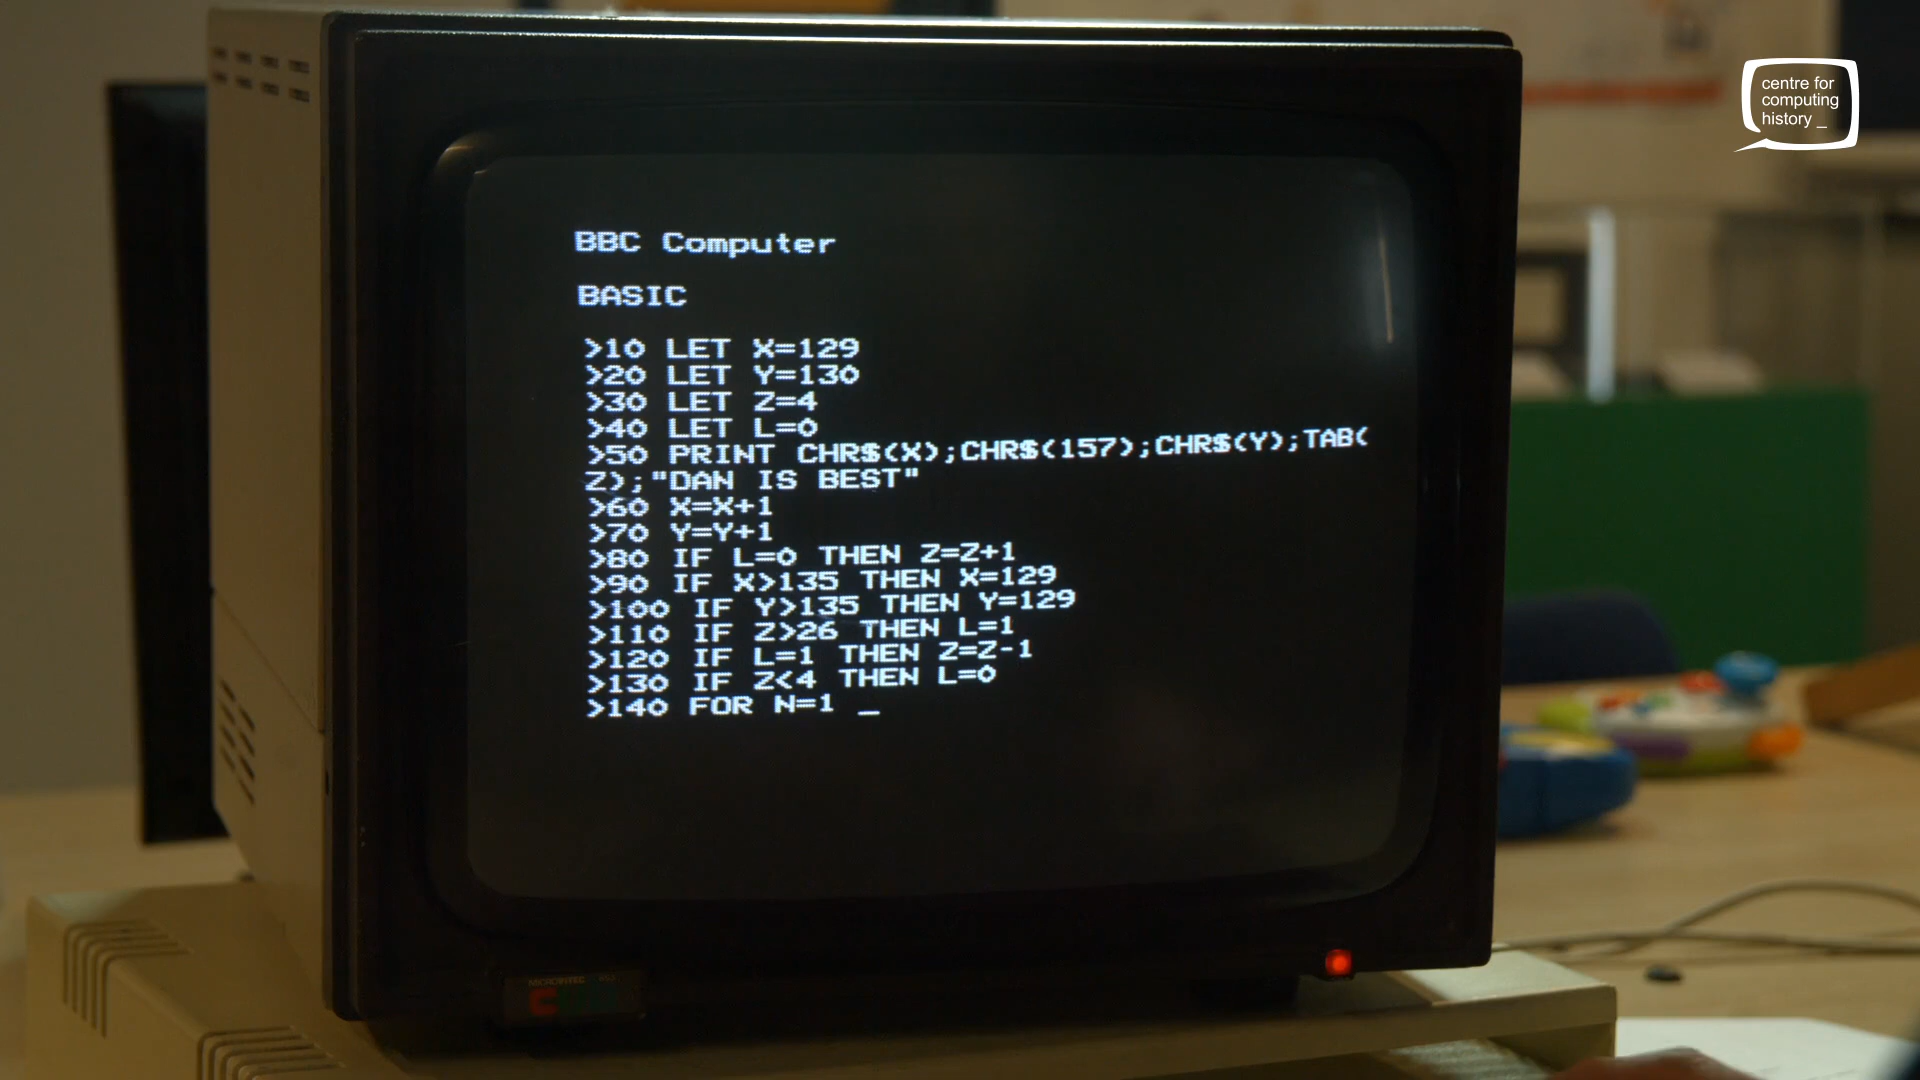 centre for
computing
history _
BBC Computer
BASIC
>10 LET X=129
>20 LET Y=130
>30 LET Z=4
>40 LET L=0
>50 PRINT CHR$(X);CHR$(157);CHR$(Y);TAB(
Z);"DAN IS BEST"
>60 X=X+1
>70 Y=Y+1
>80 IF L=0 THEN Z=Z+1
>90 IF X>135 THEN X=129
>100 IF Y>135 THEN Y=129
>110 IF Z>26 THEN L=1
>120 IF L=1 THEN Z=Z-1
>130 IF Z<4 THEN L=0
>140 FOR N=1 _